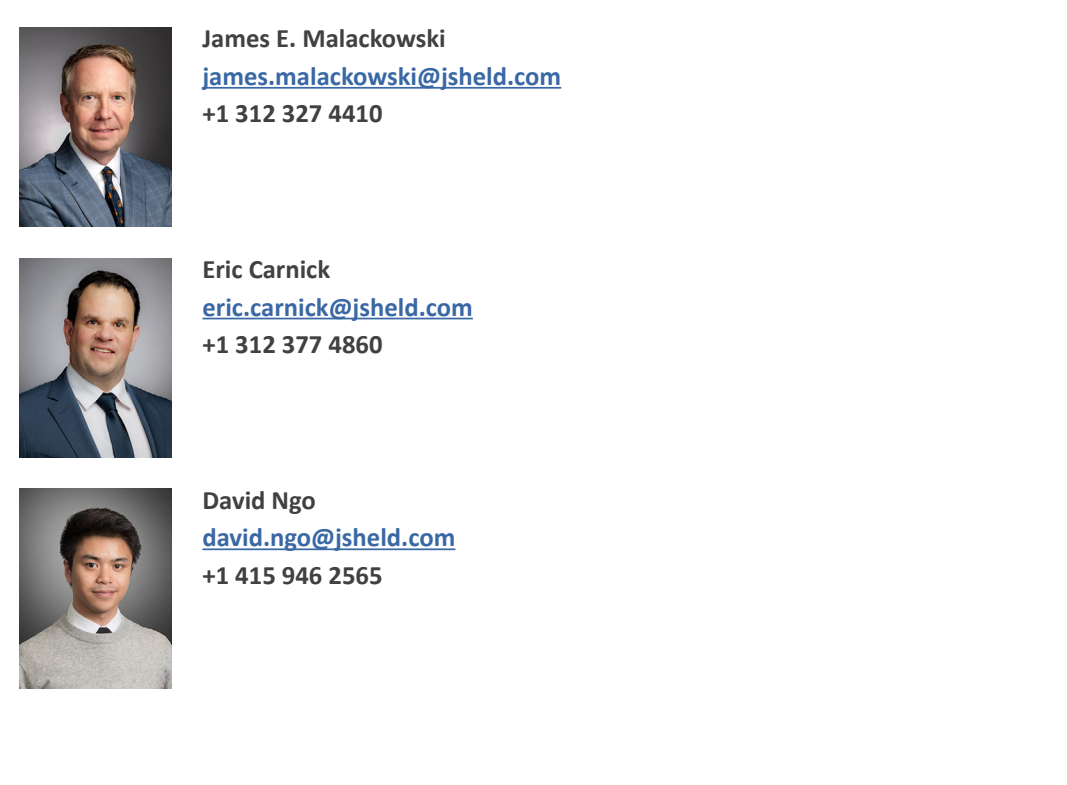 James E. Malackowski
james.malackowski@jsheld.com
+1 312 327 4410
Eric Carnick
eric.carnick@jsheld.com
+1 312 377 4860
David Ngo
david.ngo@jsheld.com
+1 415 946 2565